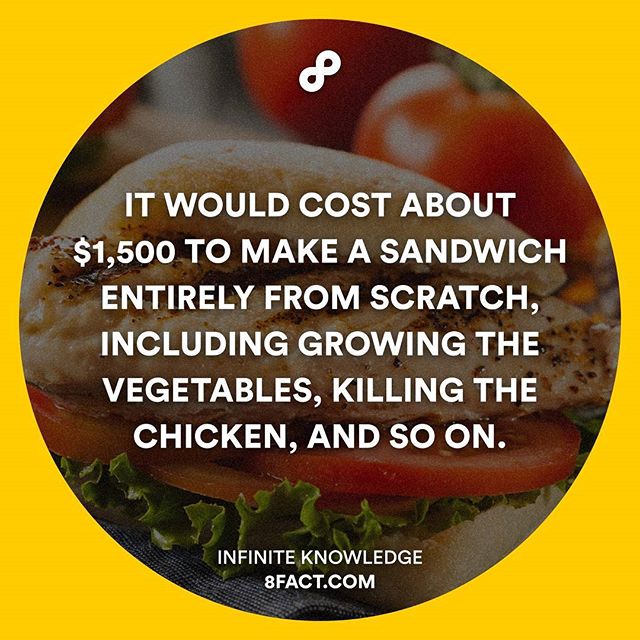 IT WOULD COST ABOUT
$1,500 TO MAKE A SANDWICH
ENTIRELY FROM SCRATCH,
INCLUDING GROWING THE
VEGETABLES, KILLING THE
CHICKEN, AND SO ON.
INFINITE KNOWLEDGE
8FACT.COM